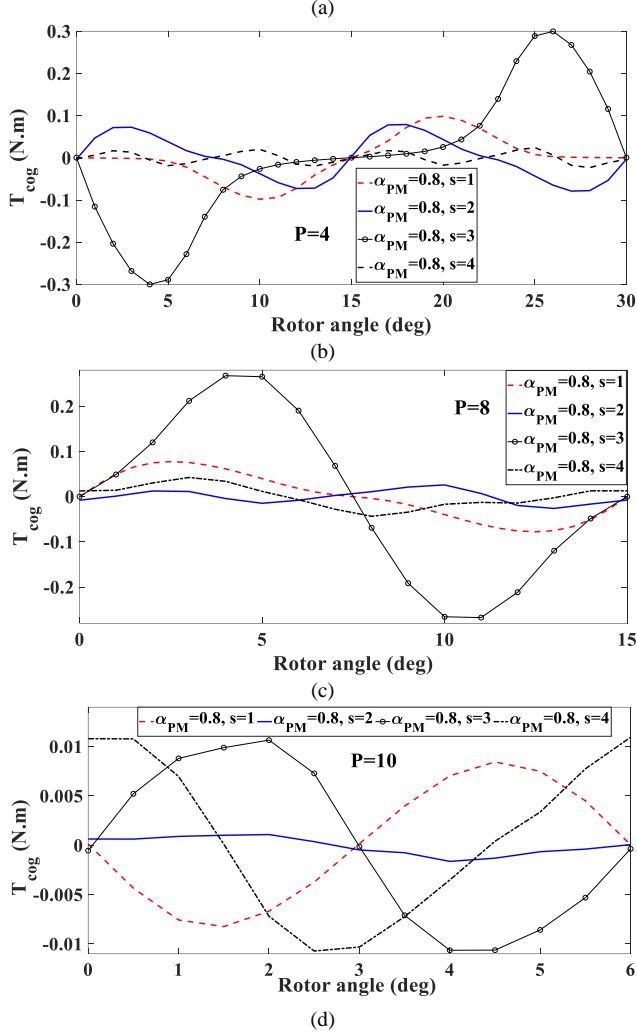 (a)
0.3
0.2
0.1
0
-0.1
-0.2
-0.3
T_cog (N.m)
α_PM=0.8, s=1
α_PM=0.8, s=2
α_PM=0.8, s=3
α_PM=0.8, s=4
P=4
0 5 10 15 20 25 30
Rotor angle (deg)
(b)
0.2
0.1
0
-0.1
-0.2
T_cog (N.m)
P=8
α_PM=0.8, s=1
α_PM=0.8, s=2
α_PM=0.8, s=3
α_PM=0.8, s=4
0 5 10 15
Rotor angle (deg)
(c)
α_PM=0.8, s=1 α_PM=0.8, s=2 α_PM=0.8, s=3 α_PM=0.8, s=4
P=10
0.01
0.005
0
-0.005
-0.01
T_cog (N.m)
0 1 2 3 4 5 6
Rotor angle (deg)
(d)